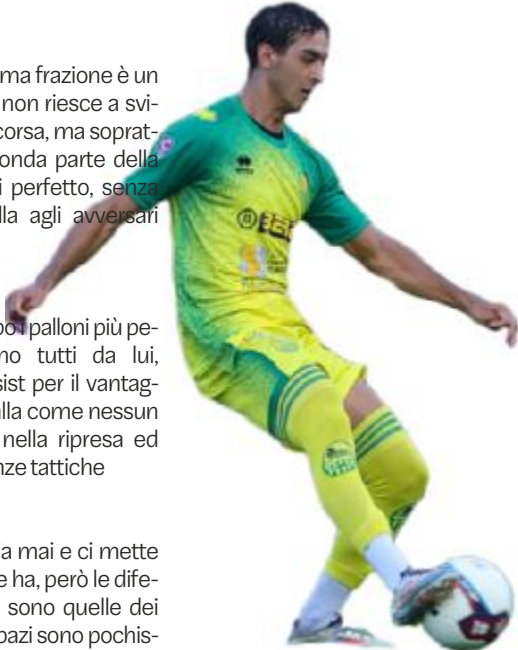 ma frazione è un
non riesce a svi-
corsa, ma soprat-
onda parte della
i perfetto, senza
lla agli avversari
po i palloni più pe-
no tutti da lui,
sist per il vantag-
alla come nessun
nella ripresa ed
nze tattiche
a mai e ci mette
e ha, però le dife-
sono quelle dei
pazi sono pochis-